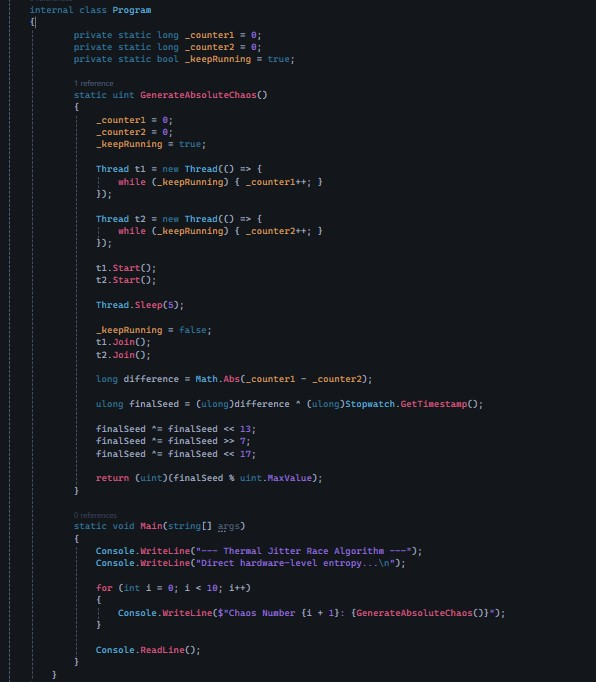 internal class Program
{
private static long _counter1 = 0;
private static long _counter2 = 0;
private static bool _keepRunning = true;
1 reference
static uint GenerateAbsoluteChaos()
{
_counter1 = 0;
_counter2 = 0;
_keepRunning = true;
Thread t1 = new Thread(() => {
while (_keepRunning) { _counter1++; }
});
Thread t2 = new Thread(() => {
while (_keepRunning) { _counter2++; }
});
t1.Start();
t2.Start();
Thread.Sleep(5);
_keepRunning = false;
t1.Join();
t2.Join();
long difference = Math.Abs(_counter1 - _counter2);
ulong finalSeed = (ulong)difference ^ (ulong)Stopwatch.GetTimestamp();
finalSeed ^= finalSeed << 13;
finalSeed ^= finalSeed >> 7;
finalSeed ^= finalSeed << 17;
return (uint)(finalSeed % uint.MaxValue);
}
0 references
static void Main(string[] args)
{
Console.WriteLine("--- Thermal Jitter Race Algorithm ---");
Console.WriteLine("Direct hardware-level entropy...\n");
for (int i = 0; i < 10; i++)
{
Console.WriteLine($"Chaos Number {i + 1}: {GenerateAbsoluteChaos()}");
}
Console.ReadLine();
}
}